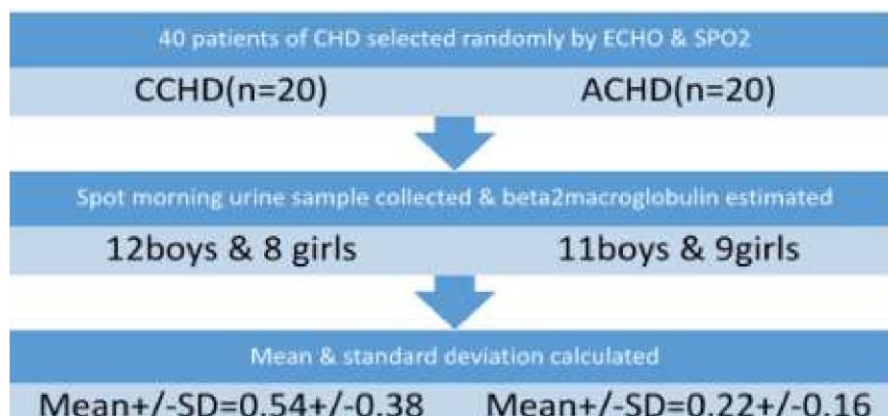 40 patients of CHD selected randomly by ECHO & SPO2
CCHD(n=20) ACHD(n=20)
Spot morning urine sample collected & beta2macroglobulin estimated
12boys & 8 girls 11boys & 9girls
Mean & standard deviation calculated
Mean+/-SD=0.54+/-0.38 Mean+/-SD=0.22+/-0.16